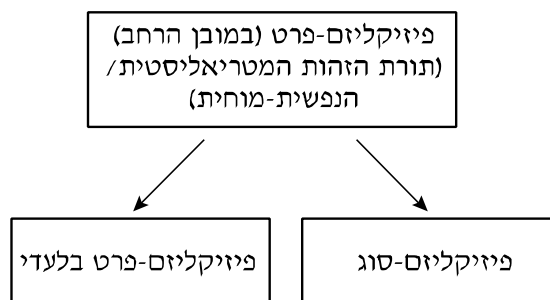 פיזיקליזם-פרט (במובן הרחב)
(תורת הזהות המטריאליסטית/
הנפשית-מוחית)
פיזיקליזם-סוג
פיזיקליזם-פרט בלעדי